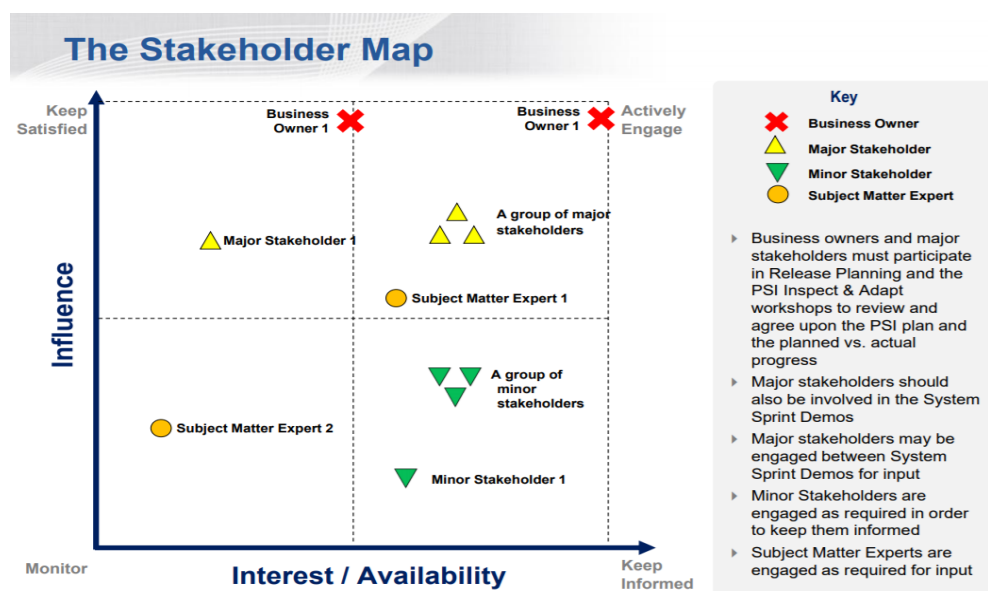 The Stakeholder Map
Keep
Satisfied
Business
Owner 1
Business
Owner 1
Actively
Engage
Major Stakeholder 1
A group of major
stakeholders
Subject Matter Expert 1
Influence
A group of
minor
stakeholders
Subject Matter Expert 2
Minor Stakeholder 1
Monitor
Interest / Availability
Keep
Informed
Key
Business Owner
Major Stakeholder
Minor Stakeholder
Subject Matter Expert
Business owners and major
stakeholders must participate
in Release Planning and the
PSI Inspect & Adapt
workshops to review and
agree upon the PSI plan and
the planned vs. actual
progress
Major stakeholders should
also be involved in the System
Sprint Demos
Major stakeholders may be
engaged between System
Sprint Demos for input
Minor Stakeholders are
engaged as required in order
to keep them informed
Subject Matter Experts are
engaged as required for input